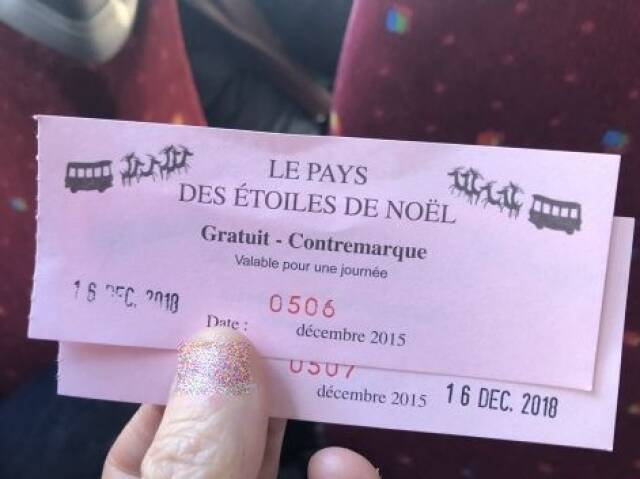 LE PAYS
DES ÉTOILES DE NOËL
Gratuit - Contremarque
Valable pour une journée
16 DEC. 2018
0506
Date : décembre 2015
0507
décembre 2015 16 DEC. 2018